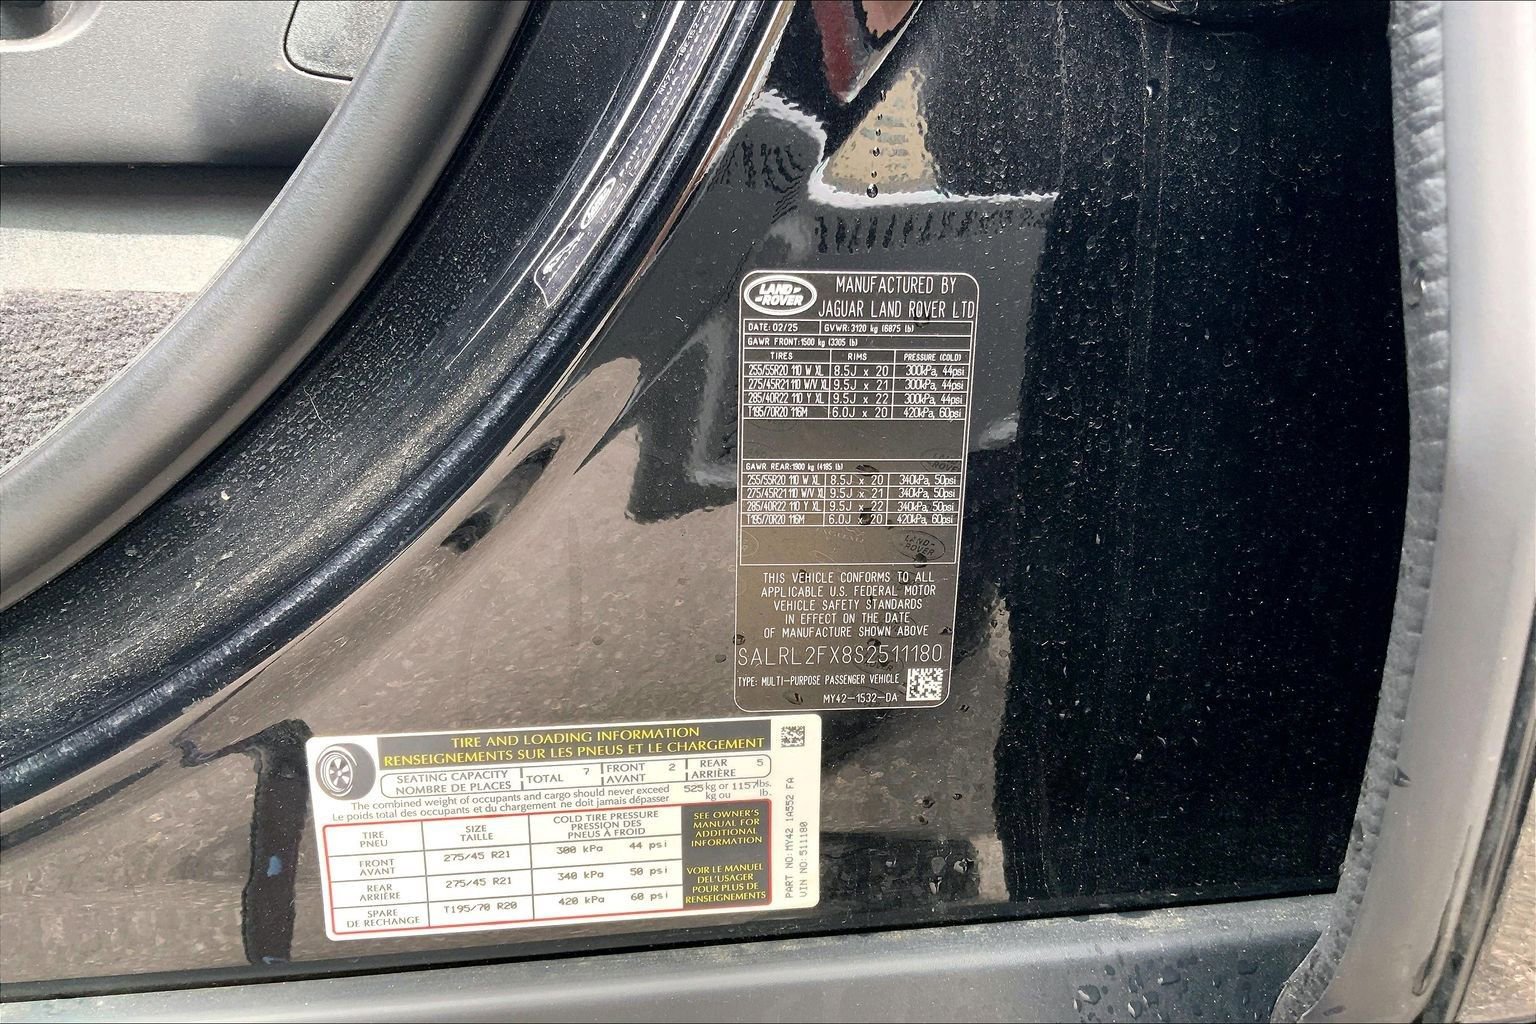 LAND-
-ROVER
MANUFACTURED BY
JAGUAR LAND ROVER LTD
DATE: 02/25 GVWR: 3120 kg (6875 lb)
GAWR FRONT: 1500 kg (3305 lb)
TIRES RIMS PRESSURE (COLD)
255/55R20 110 W XL 8.5J x 20 300kPa, 44psi
275/45R21 110 W/V XL 9.5J x 21 300kPa, 44psi
285/40R22 110 Y XL 9.5J x 22 300kPa, 44psi
T195/70R20 116M 6.0J x 20 420kPa, 60psi
GAWR REAR: 1900 kg (4185 lb)
255/55R20 110 W XL 8.5J x 20 340kPa, 50psi
275/45R21 110 W/V XL 9.5J x 21 340kPa, 50psi
285/40R22 110 Y XL 9.5J x 22 340kPa, 50psi
T195/70R20 116M 6.0J x 20 420kPa, 60psi
LAND-
-ROVER
THIS VEHICLE CONFORMS TO ALL
APPLICABLE U.S. FEDERAL MOTOR
VEHICLE SAFETY STANDARDS
IN EFFECT ON THE DATE
OF MANUFACTURE SHOWN ABOVE
SALRL2FX8S2511180
TYPE: MULTI-PURPOSE PASSENGER VEHICLE
MY42-1532-DA
TIRE AND LOADING INFORMATION
RENSEIGNEMENTS SUR LES PNEUS ET LE CHARGEMENT
SEATING CAPACITY
NOMBRE DE PLACES
TOTAL 7
FRONT
AVANT
2
REAR
ARRIÈRE
5
The combined weight of occupants and cargo should never exceed
Le poids total des occupants et du chargement ne doit jamais dépasser
525 kg or 1157 lbs.
kg ou lb.
TIRE
PNEU
SIZE
TAILLE
COLD TIRE PRESSURE
PRESSION DES
PNEUS À FROID
FRONT
AVANT
275/45 R21 300 kPa 44 psi
REAR
ARRIÈRE
275/45 R21 340 kPa 50 psi
SPARE
DE RECHANGE
T195/70 R20 420 kPa 60 psi
SEE OWNER'S
MANUAL FOR
ADDITIONAL
INFORMATION
VOIR LE MANUEL
DEL'USAGER
POUR PLUS DE
RENSEIGNEMENTS
PART NO: MY42 1A552 FA
VIN NO: 511180